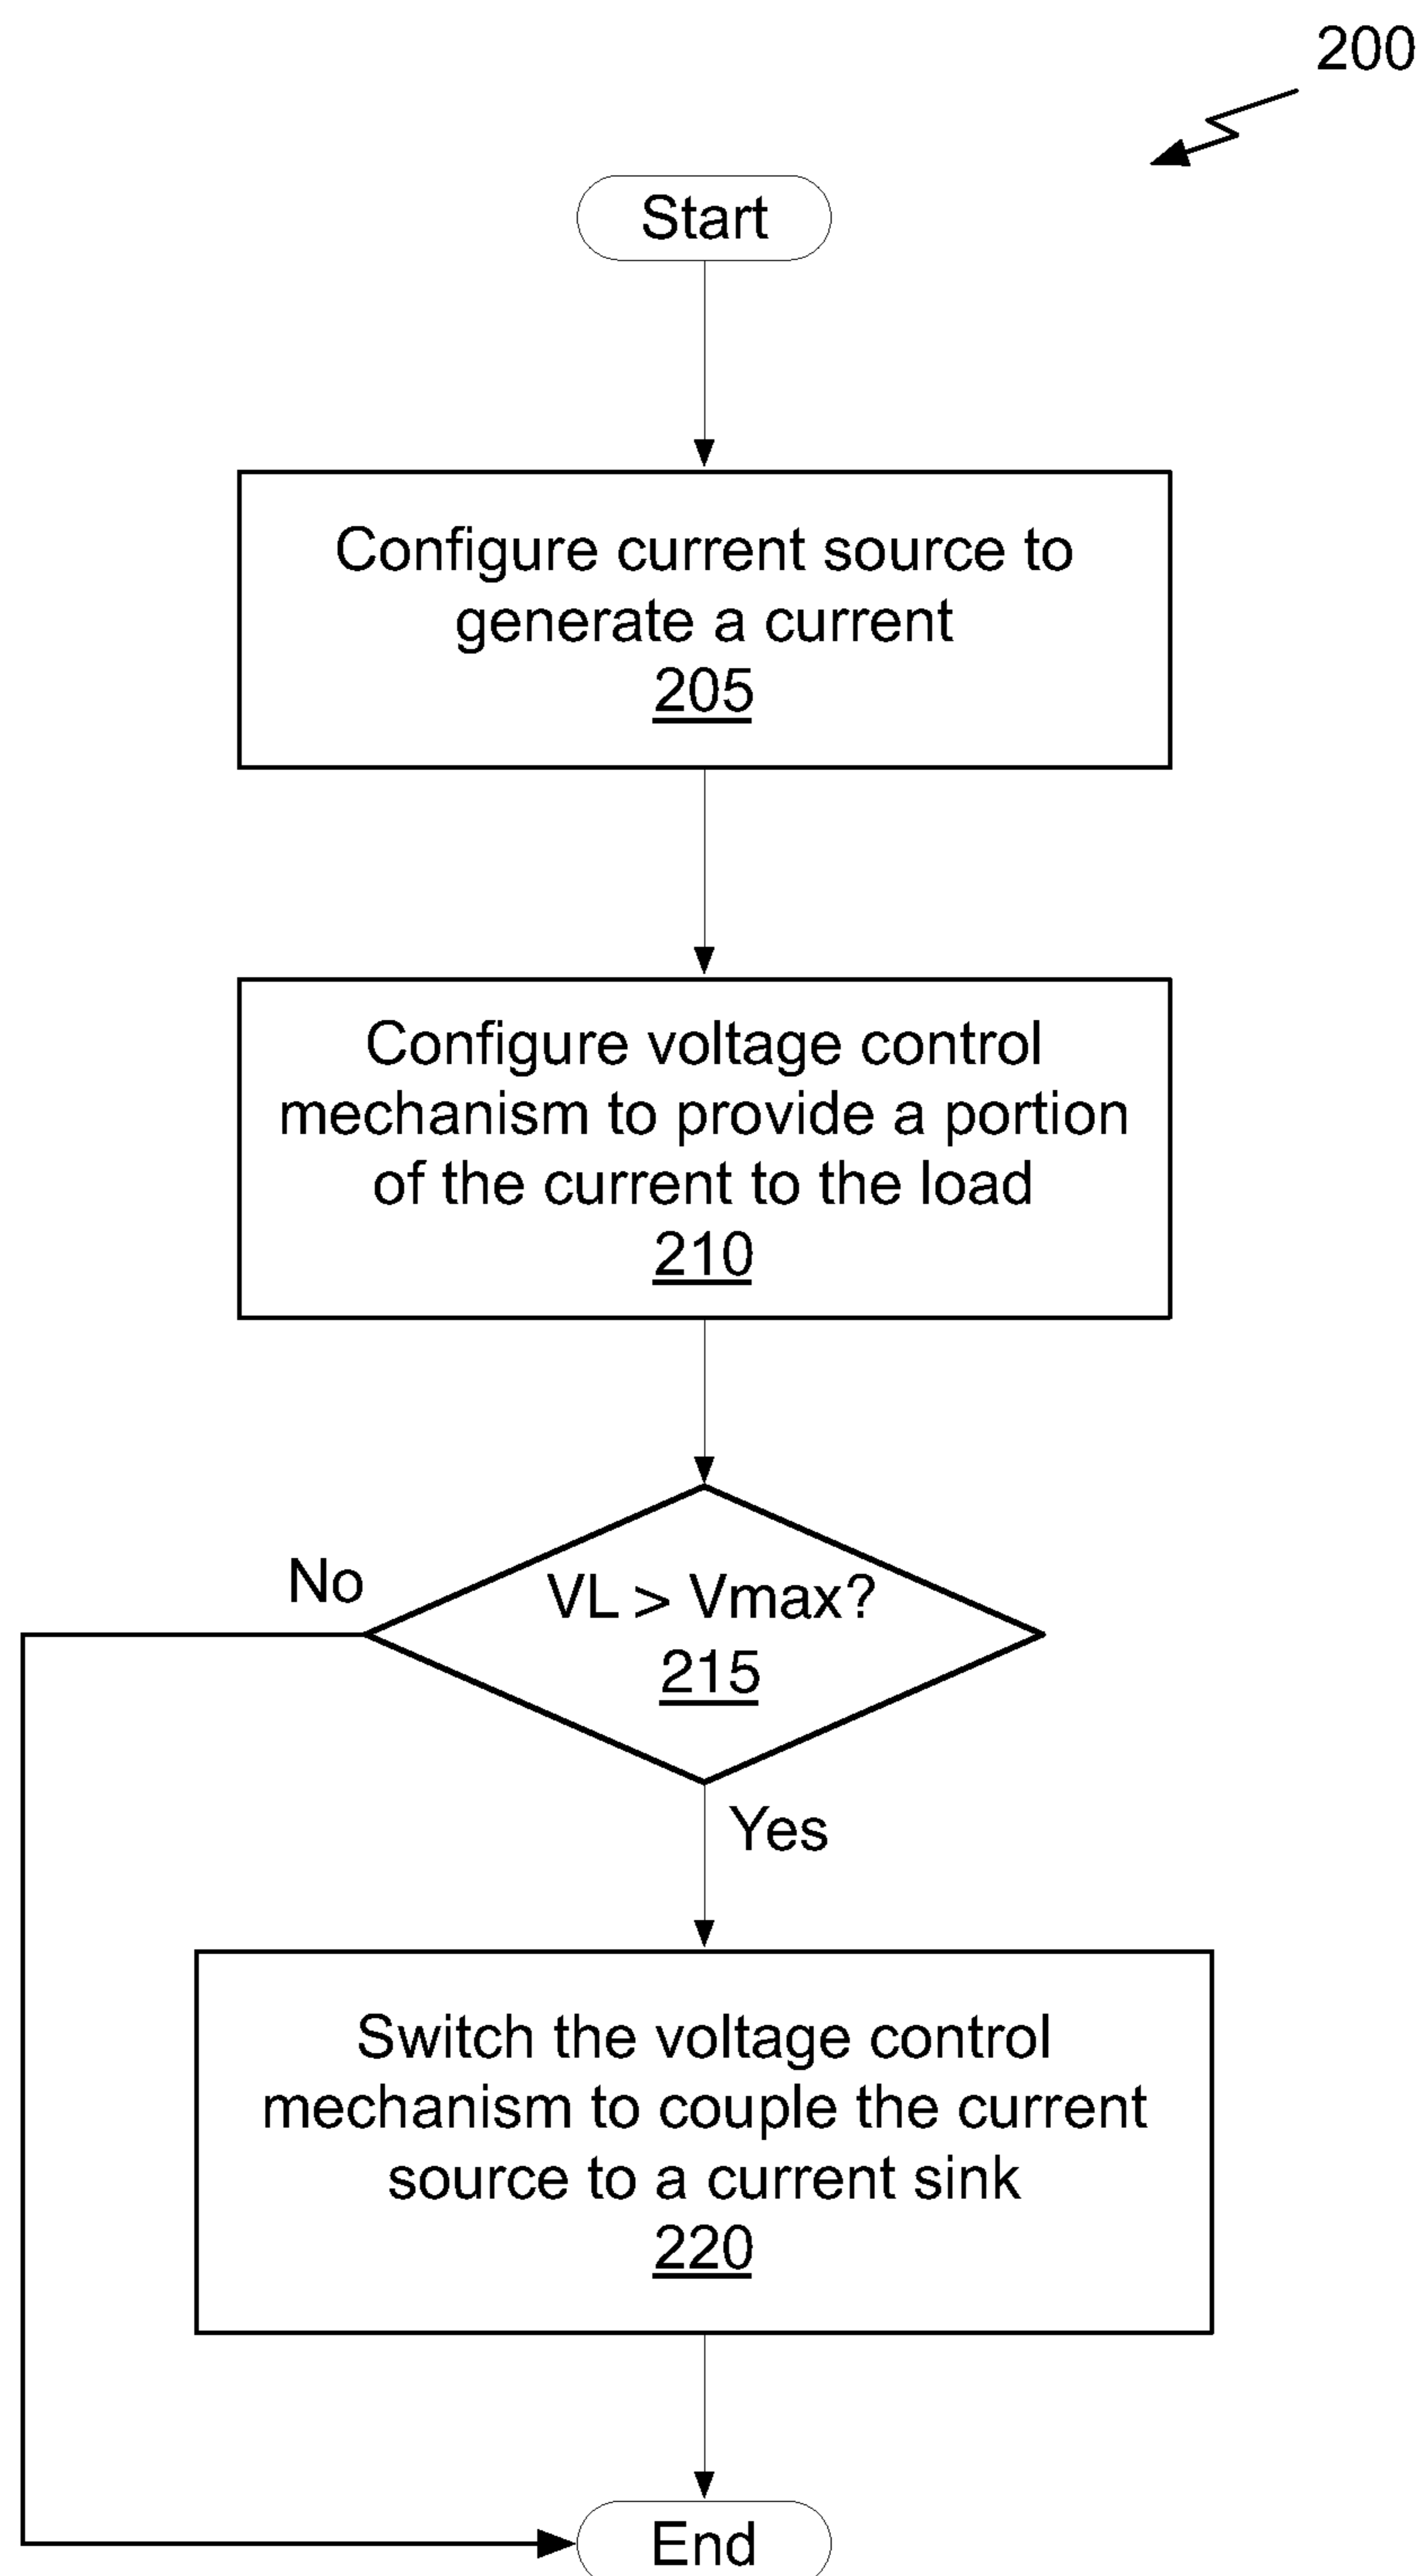 200
Start
Configure current source to
generate a current
205
Configure voltage control
mechanism to provide a portion
of the current to the load
210
No
VL > Vmax?
215
Yes
Switch the voltage control
mechanism to couple the current
source to a current sink
220
End